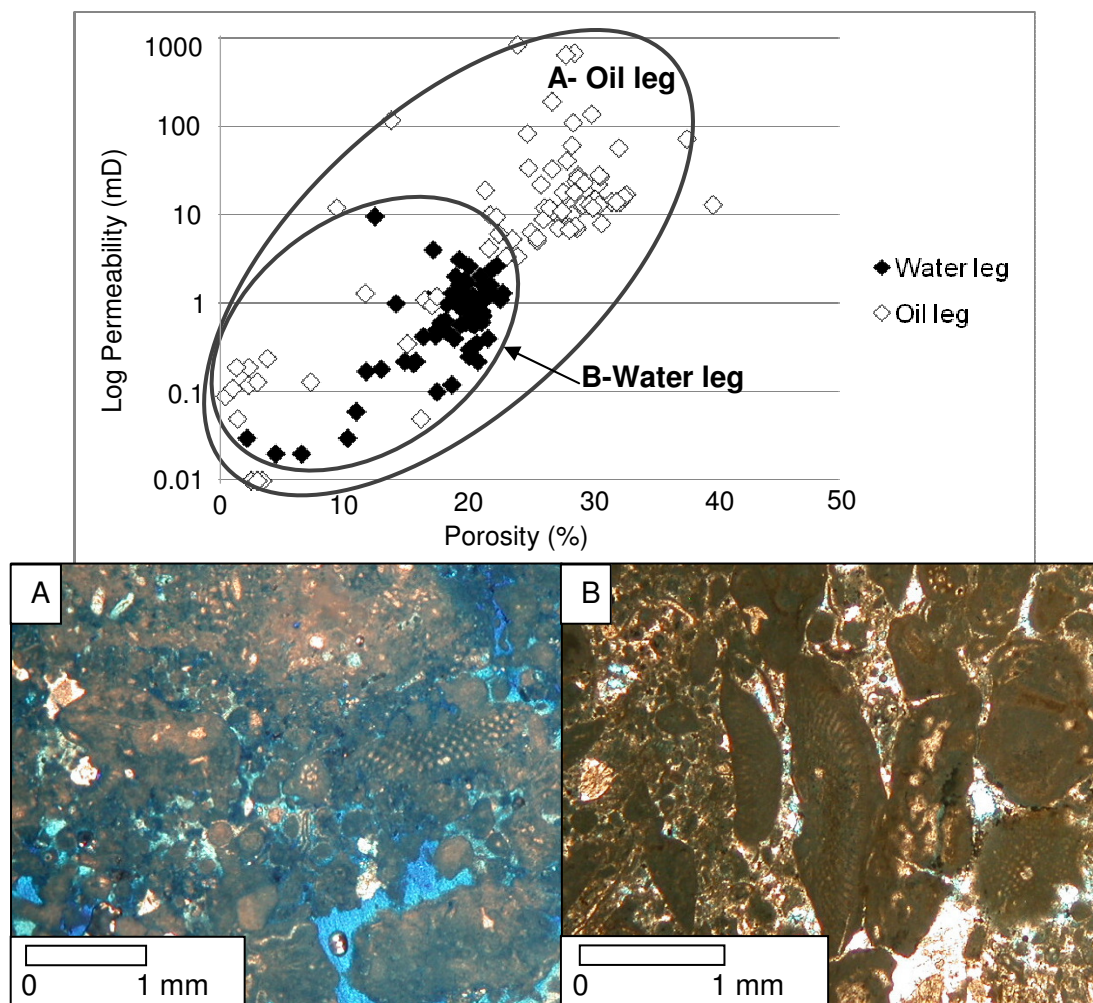 1000
100
10
1
0.1
0.01
Log Permeability (mD)
A- Oil leg
B-Water leg
0 10 20 30 40 50
Porosity (%)
Water leg
Oil leg
A
0 1 mm
B
0 1 mm